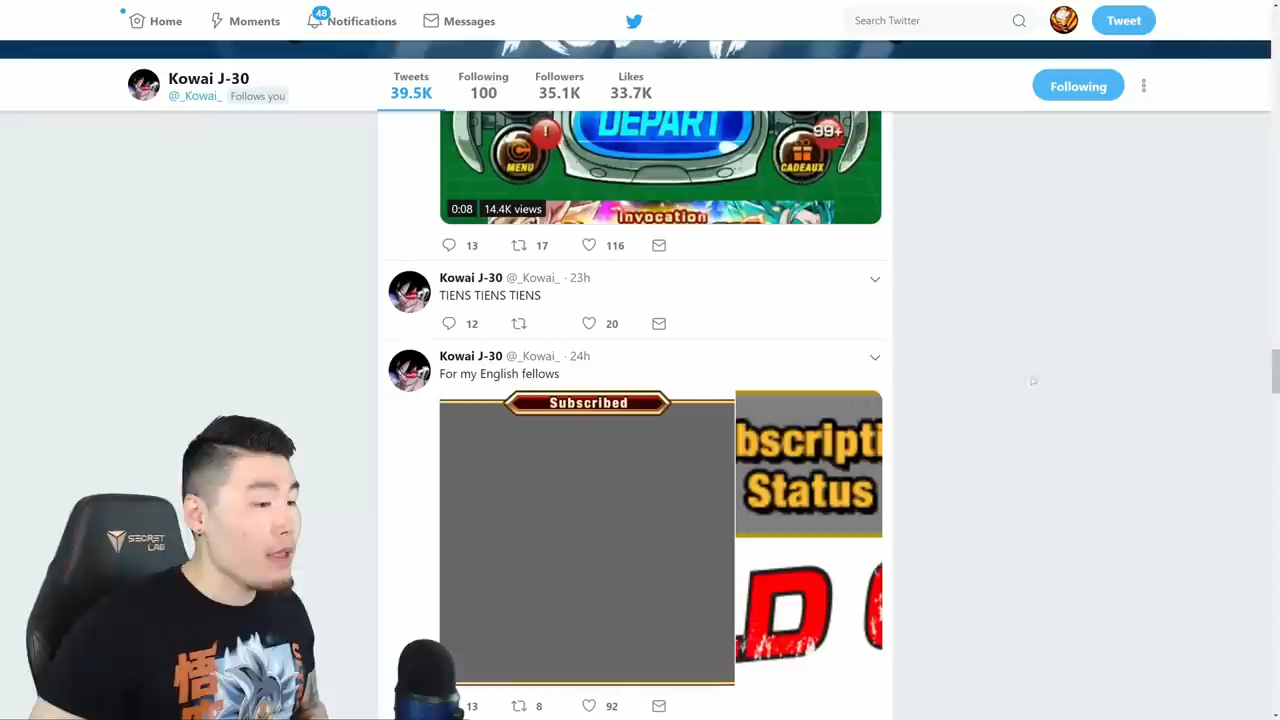 Home
Moments
48
Notifications
Messages
Search Twitter
Tweet
Kowai J-30
@_Kowai_ Follows you
Tweets
39.5K
Following
100
Followers
35.1K
Likes
33.7K
Following
DEPART
!
MENU
99+
CADEAUX
Invocation
0:08
14.4K views
13
17
116
Kowai J-30 @_Kowai_ · 23h
TIENS TIENS TIENS
12
20
Kowai J-30 @_Kowai_ · 24h
For my English fellows
Subscribed
bscripti
Status
D
13
8
92
SECRET
LAB
悟